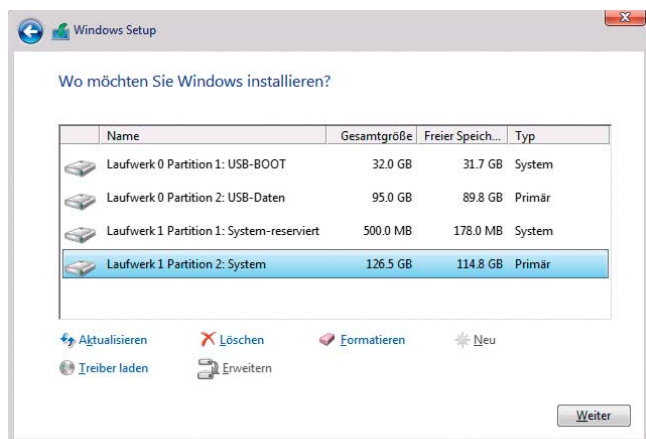 Windows Setup
Wo möchten Sie Windows installieren?
Name Gesamtgröße Freier Speich... Typ
Laufwerk 0 Partition 1: USB-BOOT 32.0 GB 31.7 GB System
Laufwerk 0 Partition 2: USB-Daten 95.0 GB 89.8 GB Primär
Laufwerk 1 Partition 1: System-reserviert 500.0 MB 178.0 MB System
Laufwerk 1 Partition 2: System 126.5 GB 114.8 GB Primär
Aktualisieren Löschen Formatieren Neu
Treiber laden Erweitern
Weiter